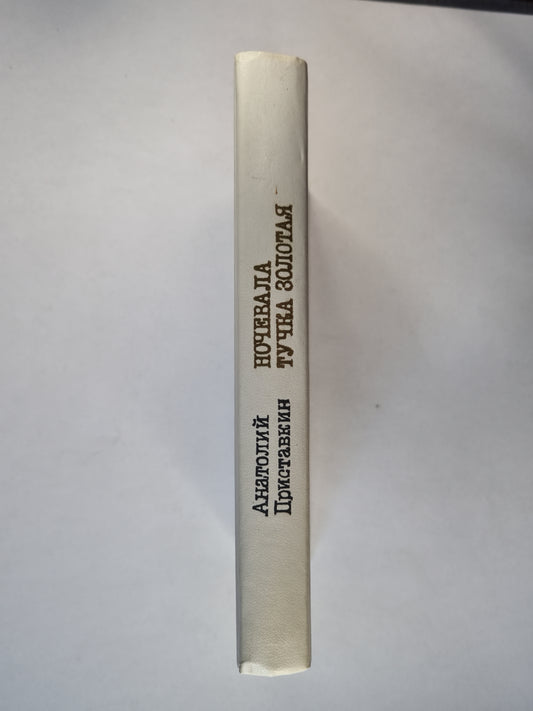 Анатолий
Приставкин
НОЧЕВАЛА
ТУЧКА ЗОЛОТАЯ